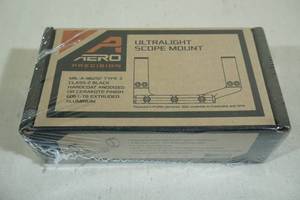 AERO
PRECISION
ULTRALIGHT
SCOPE MOUNT
MIL-A-8625F TYPE 3
CLASS-2 BLACK
HARDCOAT ANODIZED
OR CERAKOTE FINISH
6061-T6 EXTRUDED
ALUMINUM